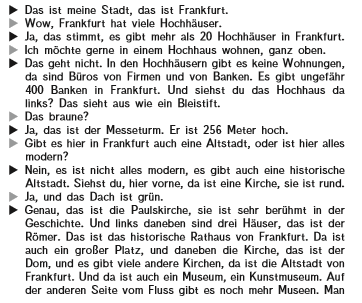 ▶ Das ist meine Stadt, das ist Frankfurt.
▶ Wow, Frankfurt hat viele Hochhäuser.
▶ Ja, das stimmt, es gibt mehr als 20 Hochhäuser in Frankfurt.
▶ Ich möchte gerne in einem Hochhaus wohnen, ganz oben.
▶ Das geht nicht. In den Hochhäusern gibt es keine Wohnungen,
da sind Büros von Firmen und von Banken. Es gibt ungefähr
400 Banken in Frankfurt. Und siehst du das Hochhaus da
links? Das sieht aus wie ein Bleistift.
▶ Das braune?
▶ Ja, das ist der Messeturm. Er ist 256 Meter hoch.
▶ Gibt es hier in Frankfurt auch eine Altstadt, oder ist hier alles
modern?
▶ Nein, es ist nicht alles modern, es gibt auch eine historische
Altstadt. Siehst du, hier vorne, da ist eine Kirche, sie ist rund.
▶ Ja, und das Dach ist grün.
▶ Genau, das ist die Paulskirche, sie ist sehr berühmt in der
Geschichte. Und links daneben sind drei Häuser, das ist der
Römer. Das ist das historische Rathaus von Frankfurt. Da ist
auch ein großer Platz, und daneben die Kirche, das ist der
Dom, und es gibt viele andere Kirchen, da ist die Altstadt von
Frankfurt. Und da ist auch ein Museum, ein Kunstmuseum. Auf
der anderen Seite vom Fluss gibt es noch mehr Museen. Man